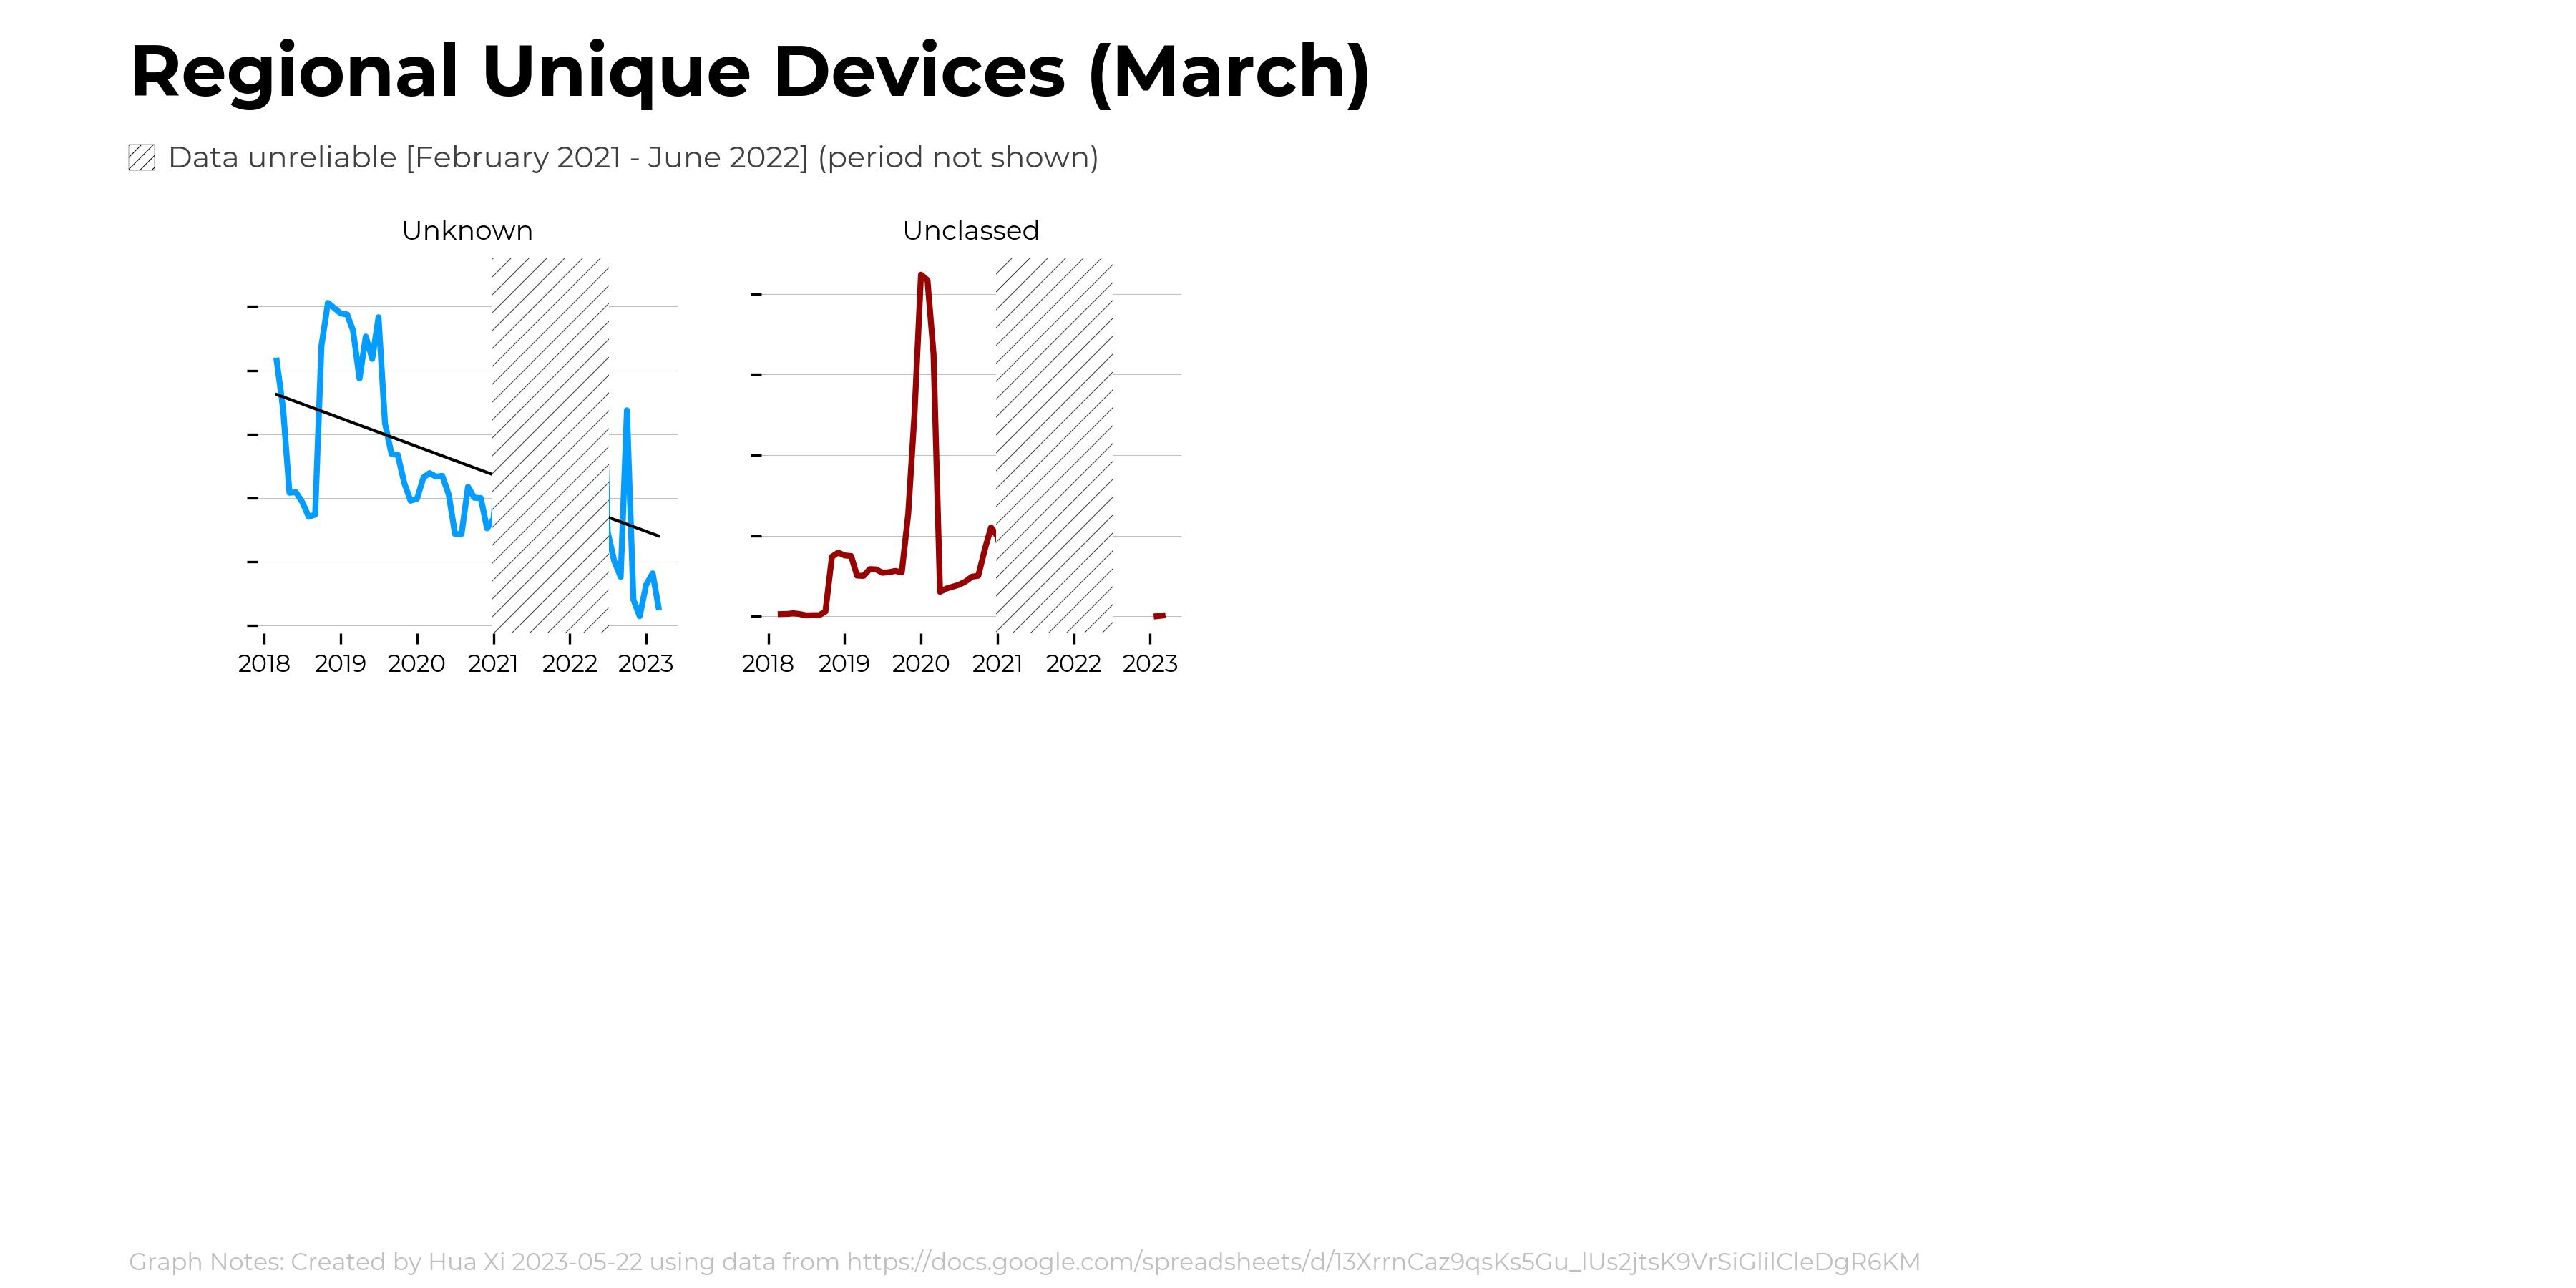 Regional Unique Devices (March)
Data unreliable [February 2021 - June 2022] (period not shown)
Unknown
Unclassed
2018 2019 2020 2021 2022 2023
2018 2019 2020 2021 2022 2023
Graph Notes: Created by Hua Xi 2023-05-22 using data from https://docs.google.com/spreadsheets/d/13XrrnCaz9qsKs5Gu_lUs2jtsK9VrSiGlilCleDgR6KM